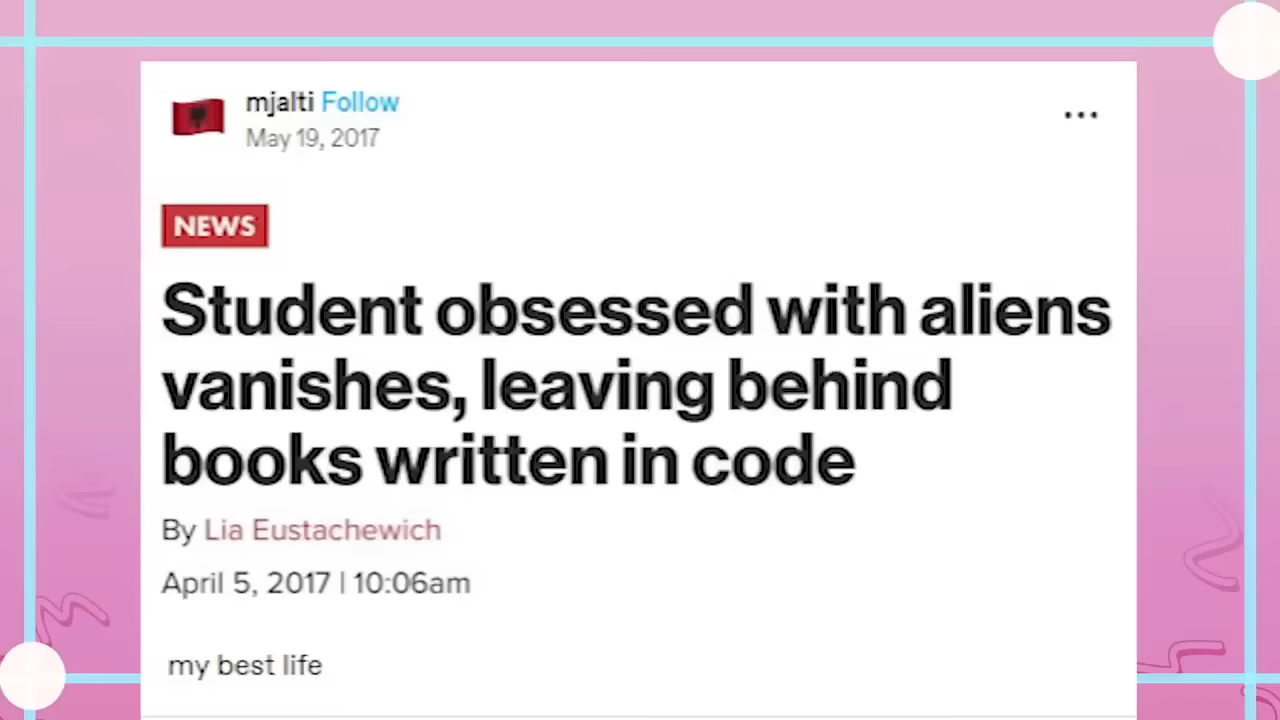 mjalti Follow
May 19, 2017
NEWS
Student obsessed with aliens
vanishes, leaving behind
books written in code
By Lia Eustachewich
April 5, 2017 | 10:06am
my best life